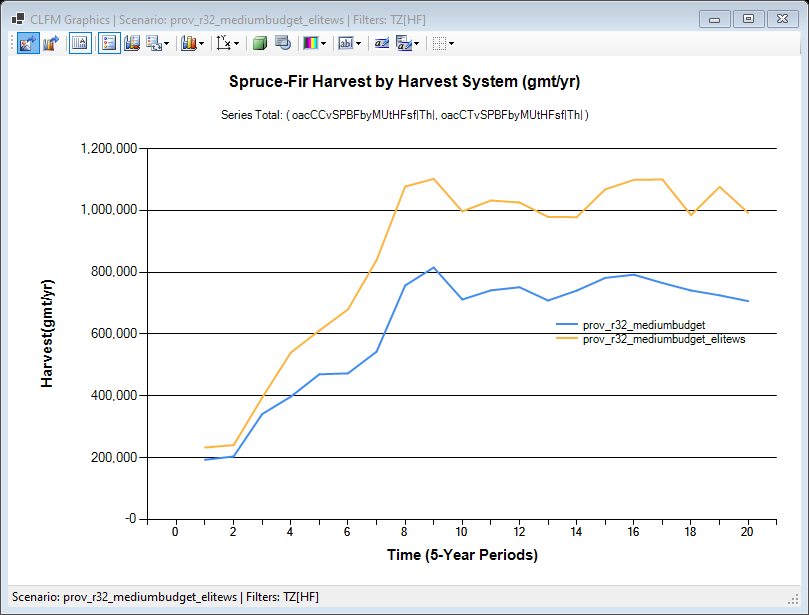 CLFM Graphics | Scenario: prov_r32_mediumbudget_elitews | Filters: TZ[HF]
Spruce-Fir Harvest by Harvest System (gmt/yr)
Series Total: ( oacCCvSPBFbyMUtHFsf|Th|, oacCTvSPBFbyMUtHFsf|Th| )
1,200,000
1,000,000
800,000
600,000
400,000
200,000
-0
Harvest(gmt/yr)
prov_r32_mediumbudget
prov_r32_mediumbudget_elitews
0 2 4 6 8 10 12 14 16 18 20
Time (5-Year Periods)
Scenario: prov_r32_mediumbudget_elitews | Filters: TZ[HF]